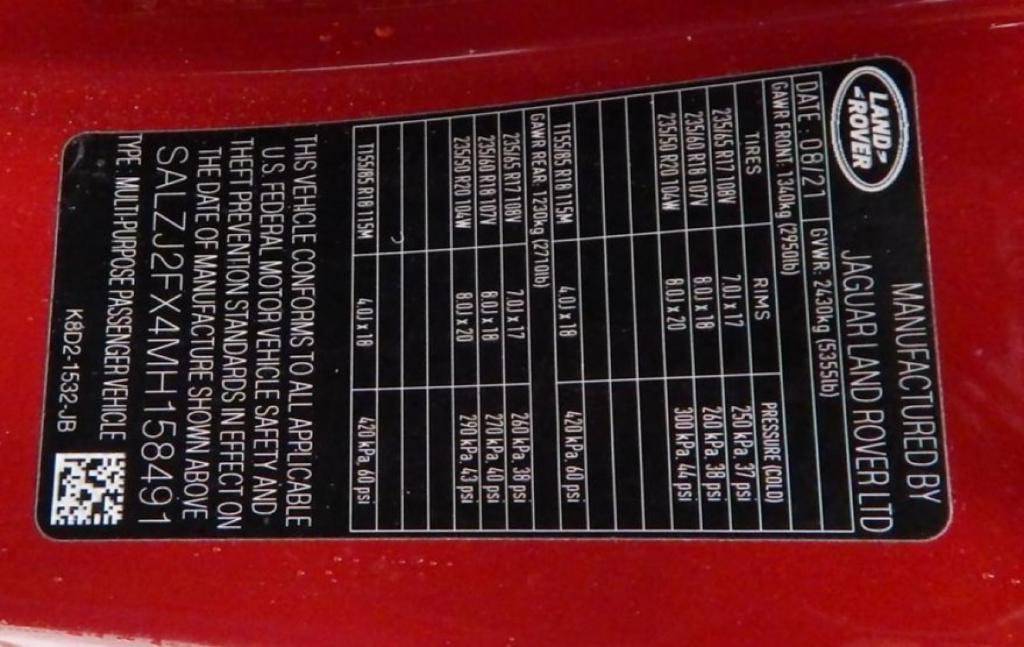 LAND ROVER
MANUFACTURED BY
JAGUAR LAND ROVER LTD
DATE: 08/21 GVWR: 2430kg (5355lb)
GAWR FRONT: 1340kg (2950lb)
TIRES RIMS PRESSURE (COLD)
235/65 R17 108V 7.0J x 17 250 kPa, 37 psi
235/60 R18 107V 8.0J x 18 260 kPa, 38 psi
235/50 R20 104W 8.0J x 20 300 kPa, 44 psi
T155/85 R18 115M 4.0J x 18 420 kPa, 60 psi
GAWR REAR: 1230kg (2710lb)
235/65 R17 108V 7.0J x 17 260 kPa, 38 psi
235/60 R18 107V 8.0J x 18 270 kPa, 40 psi
235/50 R20 104W 8.0J x 20 290 kPa, 43 psi
T155/85 R18 115M 4.0J x 18 420 kPa, 60 psi
THIS VEHICLE CONFORMS TO ALL APPLICABLE
U.S. FEDERAL MOTOR VEHICLE SAFETY AND
THEFT PREVENTION STANDARDS IN EFFECT ON
THE DATE OF MANUFACTURE SHOWN ABOVE
SALZJ2FX4MH158491
TYPE: MULTI-PURPOSE PASSENGER VEHICLE
K8D2-1532-JB